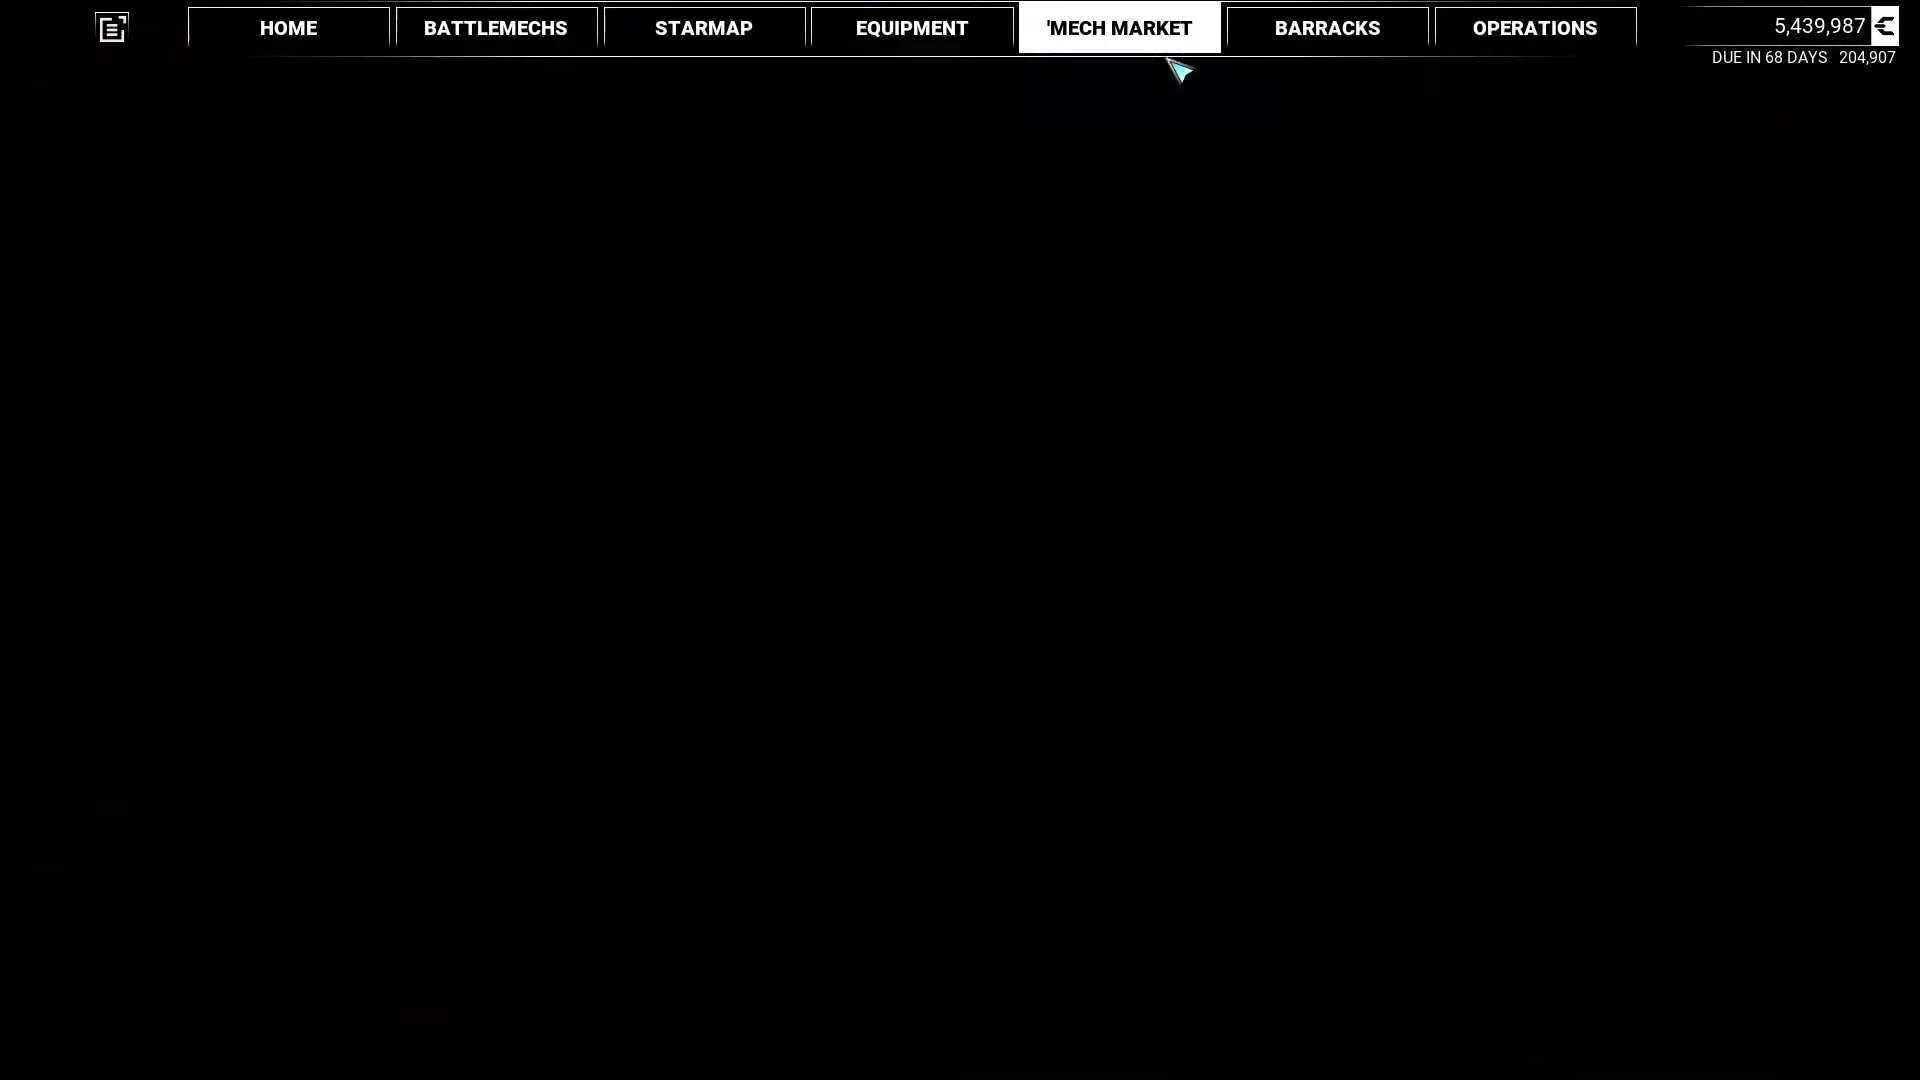 HOME
BATTLEMECHS
STARMAP
EQUIPMENT
'MECH MARKET
BARRACKS
OPERATIONS
5,439,987
DUE IN 68 DAYS 204,907